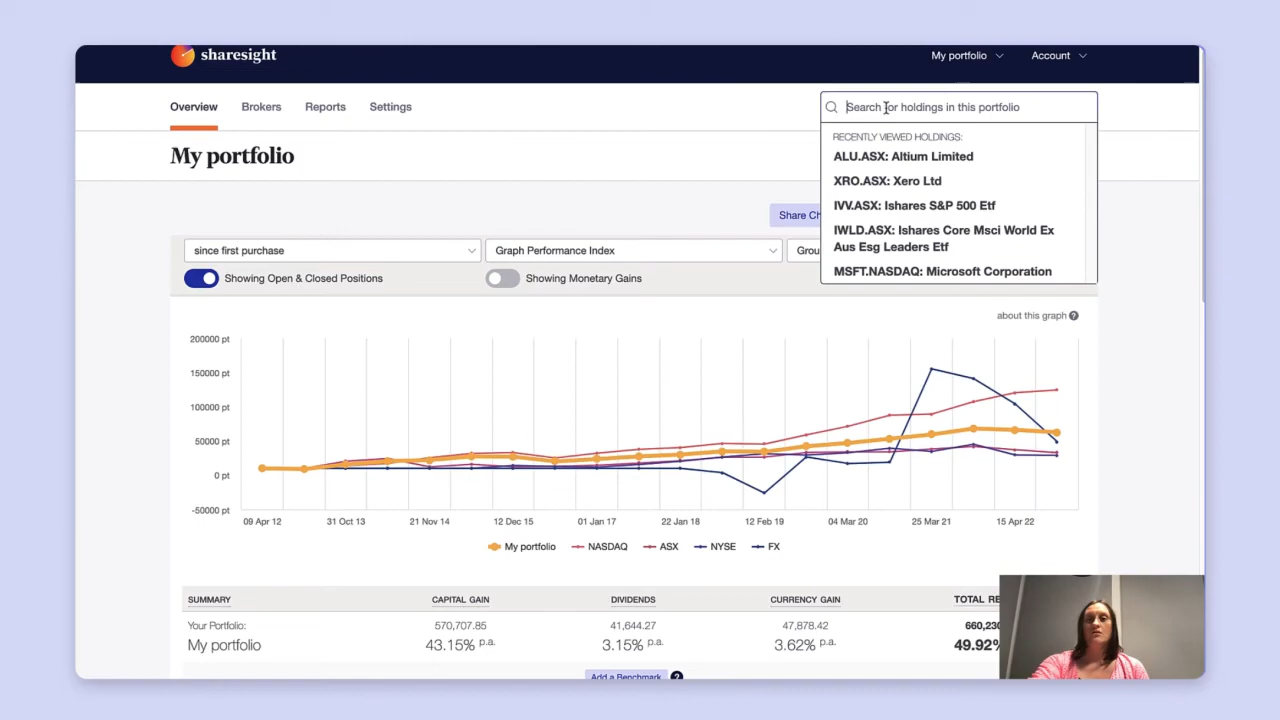 sharesight
My portfolio
Account
Overview
Brokers
Reports
Settings
Search for holdings in this portfolio
RECENTLY VIEWED HOLDINGS:
ALU.ASX: Altium Limited
XRO.ASX: Xero Ltd
IVV.ASX: Ishares S&P 500 Etf
IWLD.ASX: Ishares Core Msci World Ex
Aus Esg Leaders Etf
MSFT.NASDAQ: Microsoft Corporation
My portfolio
Share Ch
since first purchase
Graph Performance Index
Grou
Showing Open & Closed Positions
Showing Monetary Gains
about this graph ?
200000 pt
150000 pt
100000 pt
50000 pt
0 pt
-50000 pt
09 Apr 12
31 Oct 13
21 Nov 14
12 Dec 15
01 Jan 17
22 Jan 18
12 Feb 19
04 Mar 20
25 Mar 21
15 Apr 22
My portfolio
NASDAQ
ASX
NYSE
FX
SUMMARY
CAPITAL GAIN
DIVIDENDS
CURRENCY GAIN
TOTAL RE
Your Portfolio:
570,707.85
41,644.27
47,878.42
660,230
My portfolio
43.15% p.a.
3.15% p.a.
3.62% p.a.
49.92%
Add a Benchmark ?